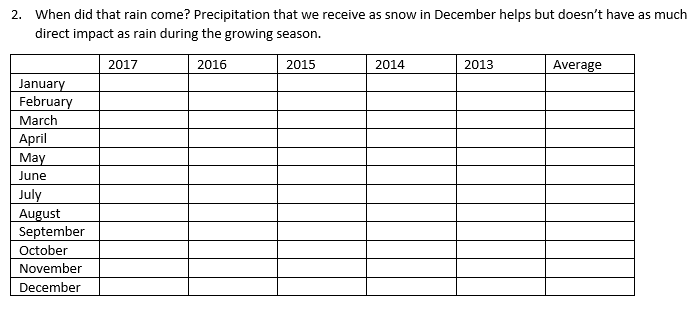 2. When did that rain come? Precipitation that we receive as snow in December helps but doesn’t have as much
direct impact as rain during the growing season.
2017 2016 2015 2014 2013 Average
January
February
March
April
May
June
July
August
September
October
November
December